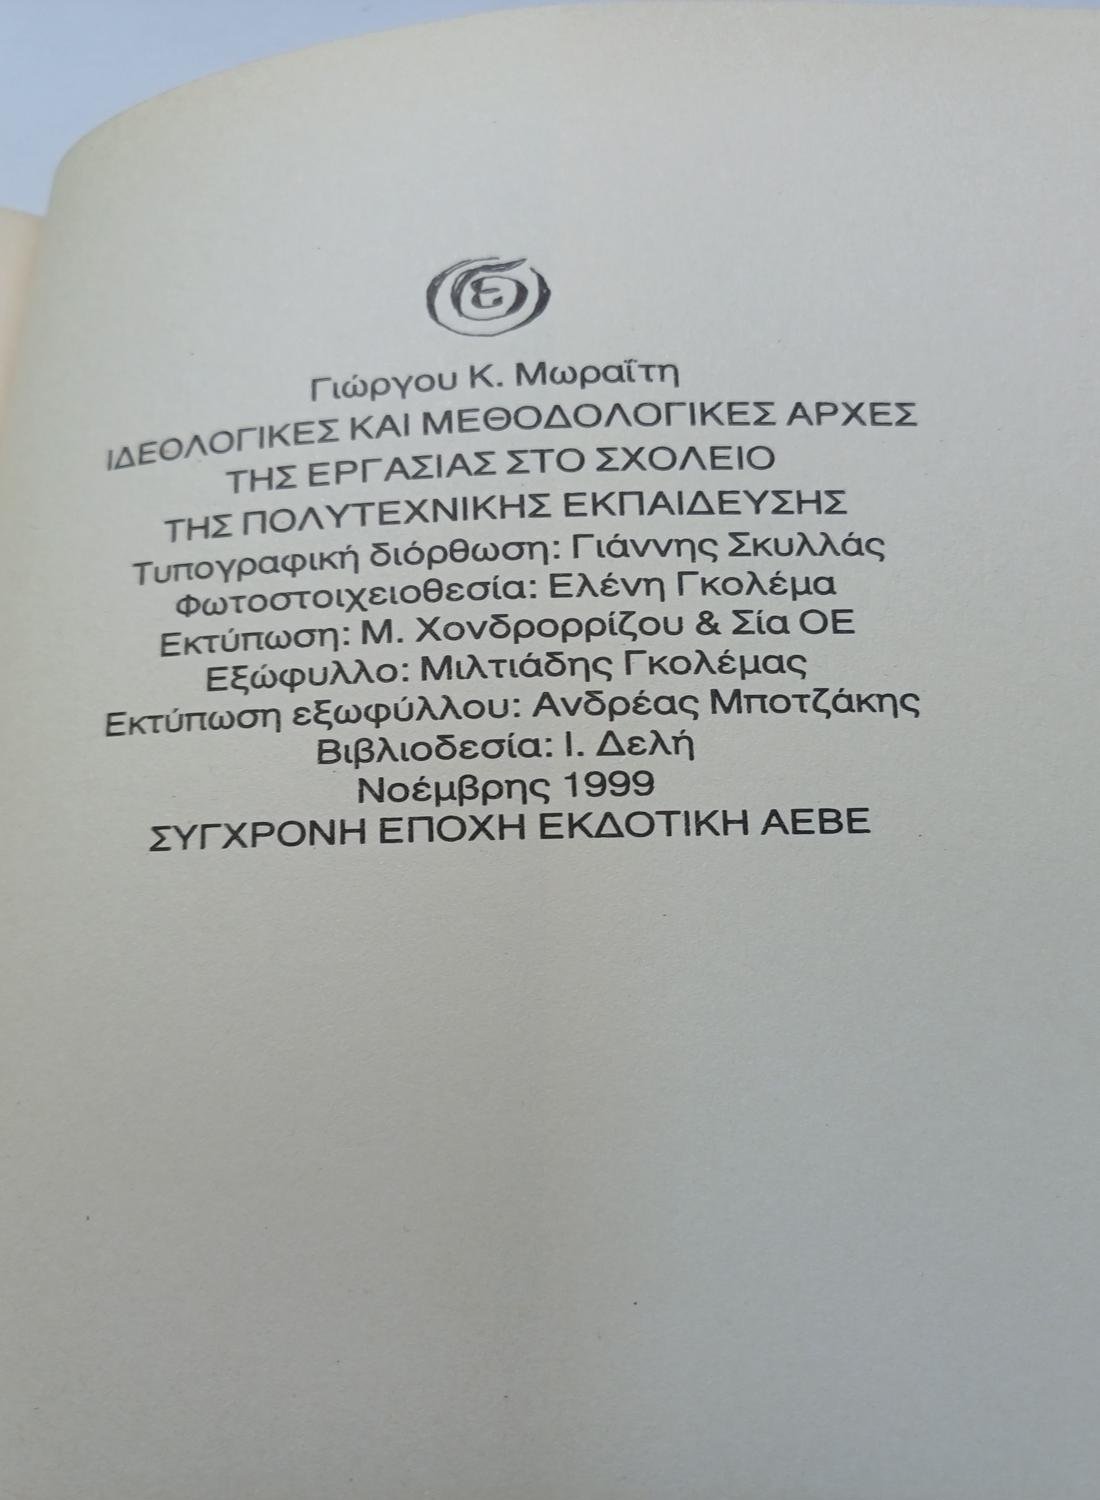 ε
Γιώργου Κ. Μωραΐτη
ΙΔΕΟΛΟΓΙΚΕΣ ΚΑΙ ΜΕΘΟΔΟΛΟΓΙΚΕΣ ΑΡΧΕΣ
ΤΗΣ ΕΡΓΑΣΙΑΣ ΣΤΟ ΣΧΟΛΕΙΟ
ΤΗΣ ΠΟΛΥΤΕΧΝΙΚΗΣ ΕΚΠΑΙΔΕΥΣΗΣ
Τυπογραφική διόρθωση: Γιάννης Σκυλλάς
Φωτοστοιχειοθεσία: Ελένη Γκολέμα
Εκτύπωση: Μ. Χονδρορρίζου & Σία ΟΕ
Εξώφυλλο: Μιλτιάδης Γκολέμας
Εκτύπωση εξωφύλλου: Ανδρέας Μποτζάκης
Βιβλιοδεσία: Ι. Δελή
Νοέμβρης 1999
ΣΥΓΧΡΟΝΗ ΕΠΟΧΗ ΕΚΔΟΤΙΚΗ ΑΕΒΕ